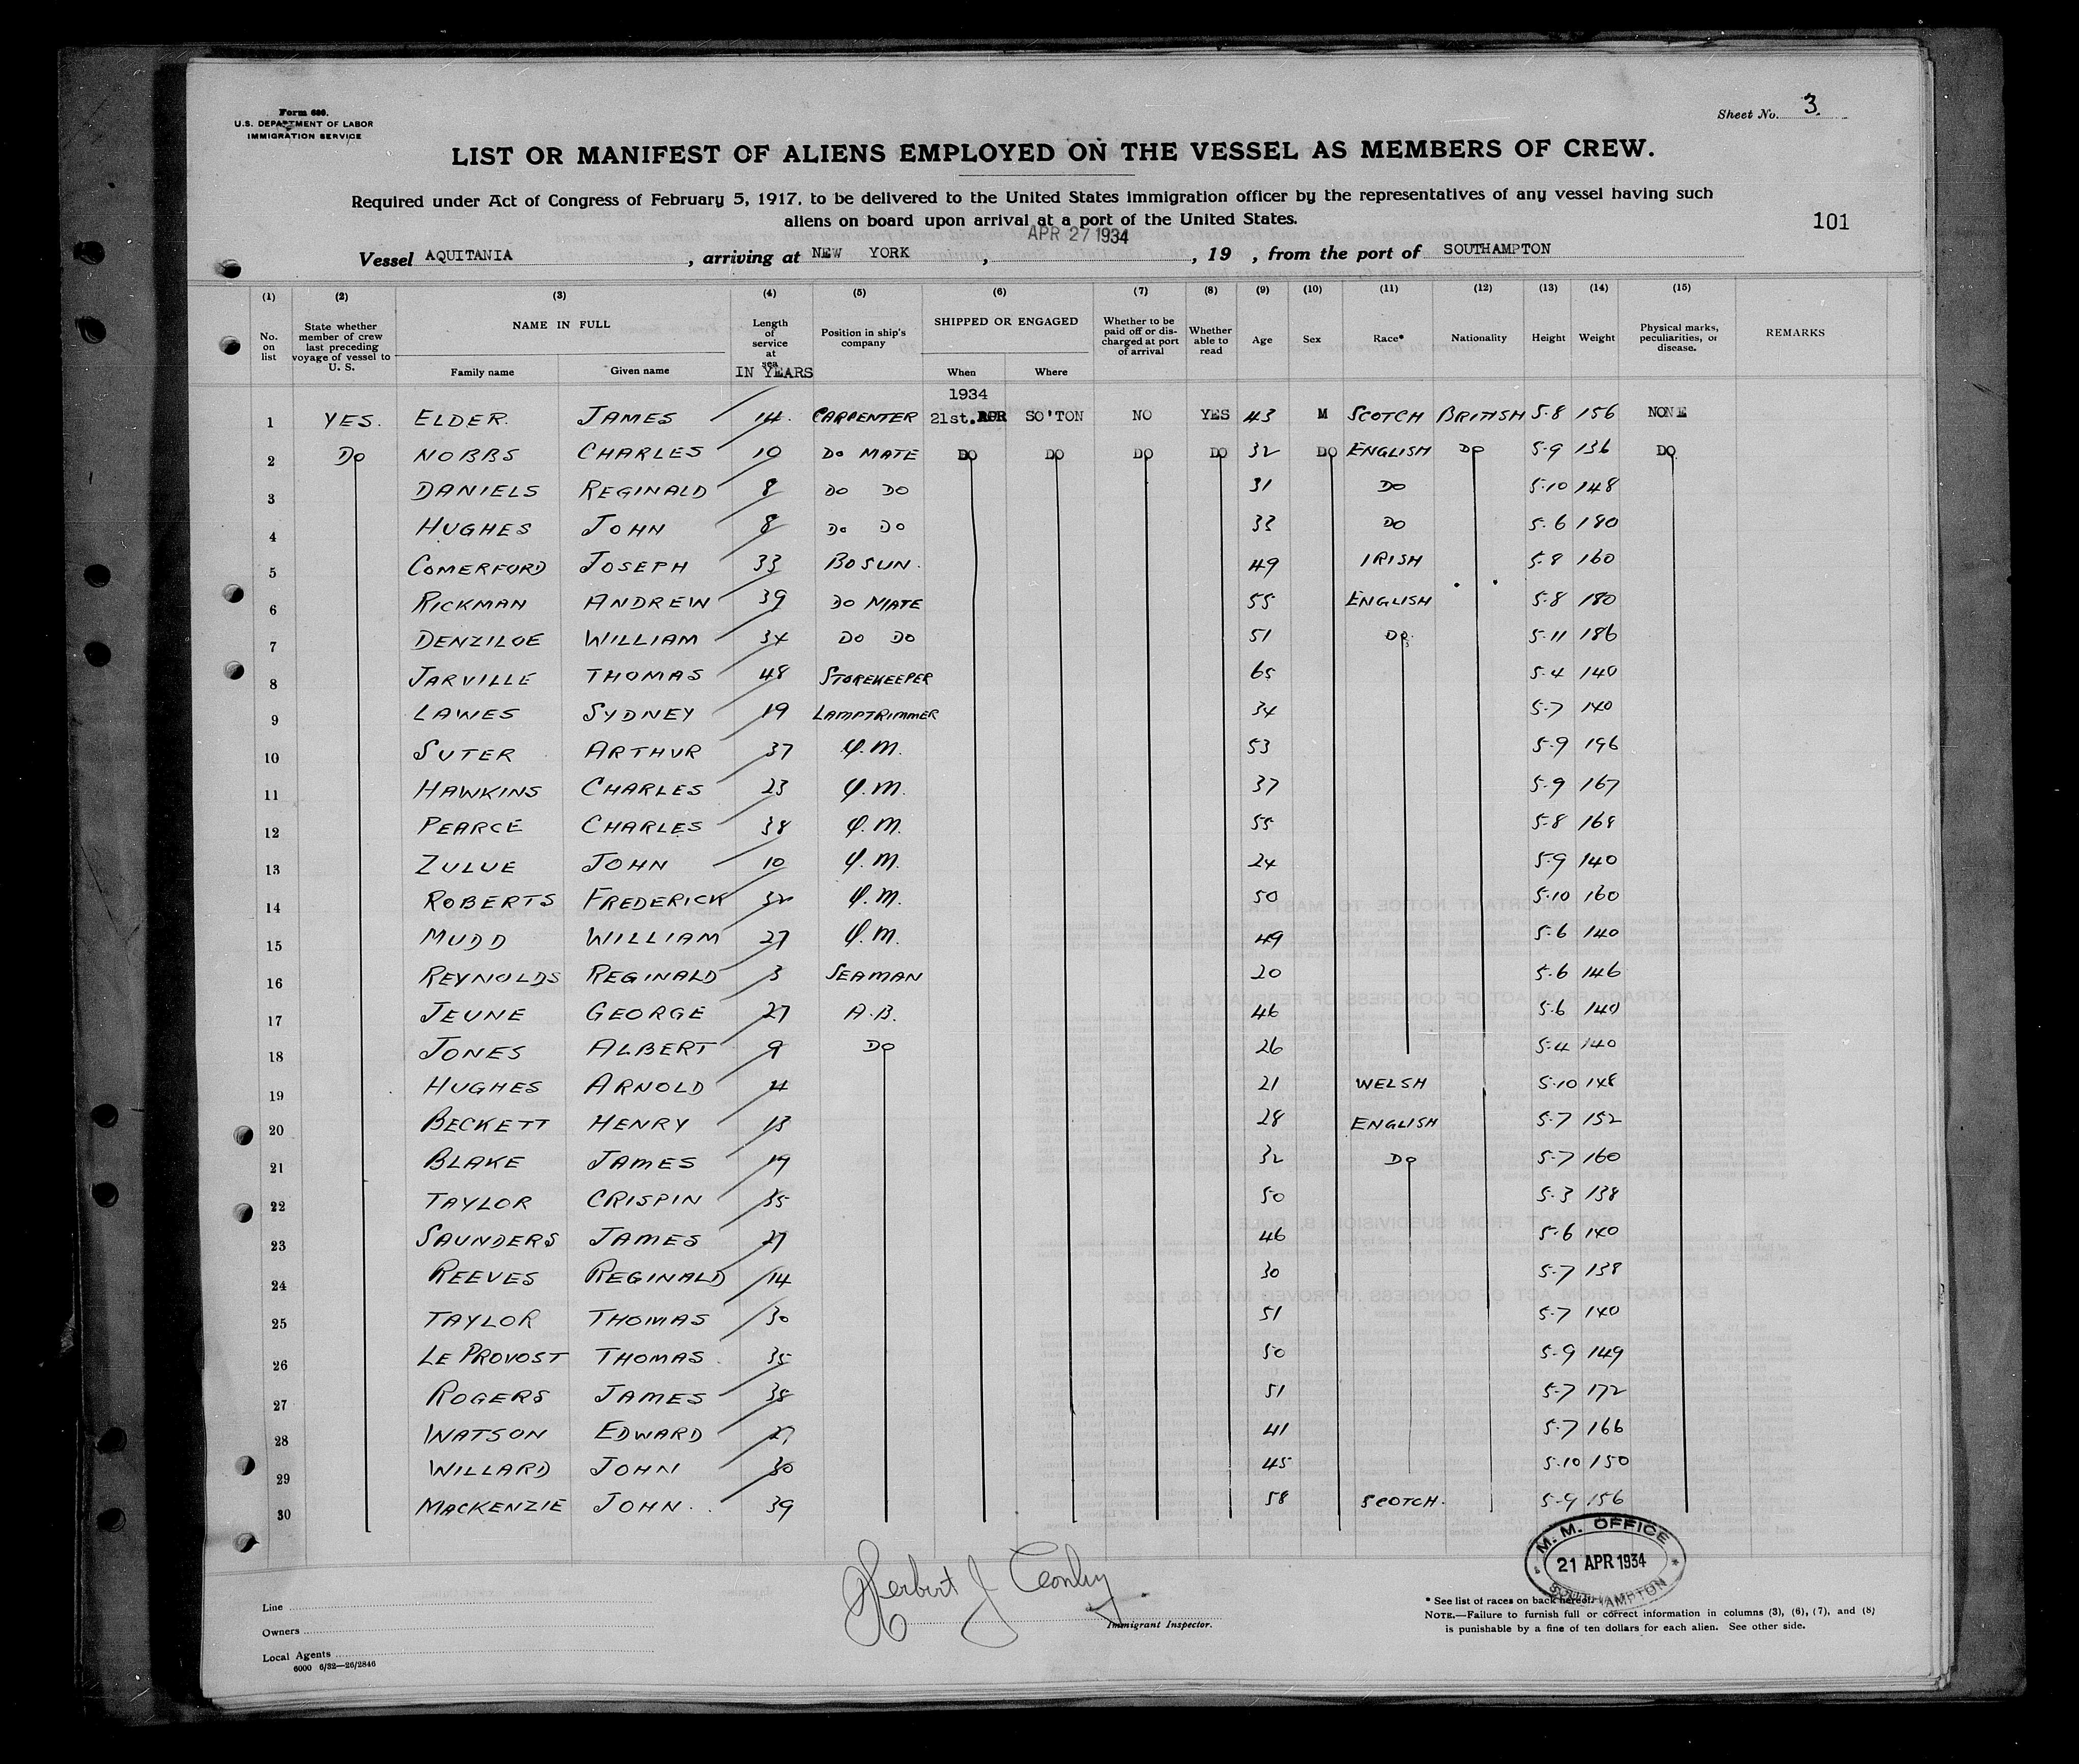 Form 680.
U.S. DEPARTMENT OF LABOR
IMMIGRATION SERVICE
Sheet No. 3
LIST OR MANIFEST OF ALIENS EMPLOYED ON THE VESSEL AS MEMBERS OF CREW.
Required under Act of Congress of February 5, 1917, to be delivered to the United States immigration officer by the representatives of any vessel having such
aliens on board upon arrival at a port of the United States.
101
APR 27 1934
Vessel AQUITANIA, arriving at NEW YORK, , 19 , from the port of SOUTHAMPTON
(1) (2) (3) (4) (5) (6) (7) (8) (9) (10) (11) (12) (13) (14) (15)
No. on list State whether member of crew last preceding voyage of vessel to U. S. NAME IN FULL Family name Given name Length of service at sea IN YEARS Position in ship's company SHIPPED OR ENGAGED When Where Whether to be paid off or discharged at port of arrival Whether able to read Age Sex Race* Nationality Height Weight Physical marks, peculiarities, or disease. REMARKS
1934
1 YES. ELDER. JAMES 14. CARPENTER 21st. APR SO'TON NO YES 43 M SCOTCH BRITISH 5-8 156 NONE
2 DO NOBBS CHARLES 10 DO MATE DO DO DO DO 32 DO ENGLISH DO 5-9 136 DO
3 DANIELS REGINALD 8 DO DO 31 DO 5-10 148
4 HUGHES JOHN 8 DO DO 33 DO 5-6 180
5 COMERFORD JOSEPH 33 BOSUN. 49 IRISH 5-8 160
6 RICKMAN ANDREW 39 DO MATE 55 ENGLISH 5-8 180
7 DENZILOE WILLIAM 34 DO DO 51 DO 5-11 186
8 JARVILLE THOMAS 48 STOREKEEPER 65 5-4 140
9 LAWES SYDNEY 19 LAMPTRIMMER 34 5-7 140
10 SUTER ARTHUR 37 Q.M. 53 5-9 196
11 HAWKINS CHARLES 23 Q.M. 37 5-9 167
12 PEARCE CHARLES 38 Q.M. 55 5-8 168
13 ZULUE JOHN 10 Q.M. 24 5-9 140
14 ROBERTS FREDERICK 32 Q.M. 50 5-10 160
15 MUDD WILLIAM 27 Q.M. 49 5-6 140
16 REYNOLDS REGINALD 3 SEAMAN 20 5-6 146
17 JEUNE GEORGE 27 A.B. 46 5-6 140
18 JONES ALBERT 9 DO 26 5-4 140
19 HUGHES ARNOLD 4 21 WELSH 5-10 148
20 BECKETT HENRY 13 28 ENGLISH 5-7 152
21 BLAKE JAMES 19 32 DO 5-7 160
22 TAYLOR CRISPIN 35 50 5-3 138
23 SAUNDERS JAMES 27 46 5-6 140
24 REEVES REGINALD 14 30 5-7 138
25 TAYLOR THOMAS 30 51 5-7 140
26 LE PROVOST THOMAS 35 50 5-9 149
27 ROGERS JAMES 38 51 5-7 172
28 WATSON EDWARD 27 41 5-7 166
29 WILLARD JOHN 30 45 5-10 150
30 MACKENZIE JOHN. 39 58 SCOTCH. 5-9 156
M. M. OFFICE
21 APR 1934
SOUTHAMPTON
Line
Owners
Local Agents
6000 6/32—26/2846
Herbert J
Immigrant Inspector.
* See list of races on back hereof.
NOTE.—Failure to furnish full or correct information in columns (3), (6), (7), and (8)
is punishable by a fine of ten dollars for each alien. See other side.